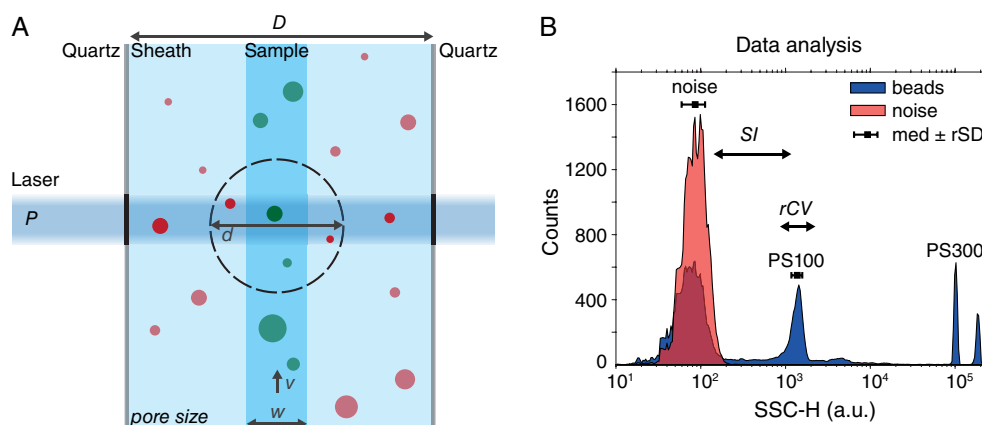 A
D
Quartz Sheath Sample Quartz
Laser
P
d
v
pore size
w
B
Data analysis
noise
beads
noise
med ± rSD
SI
rCV
PS100
PS300
Counts
1600
1200
800
400
0
10¹ 10² 10³ 10⁴ 10⁵
SSC-H (a.u.)